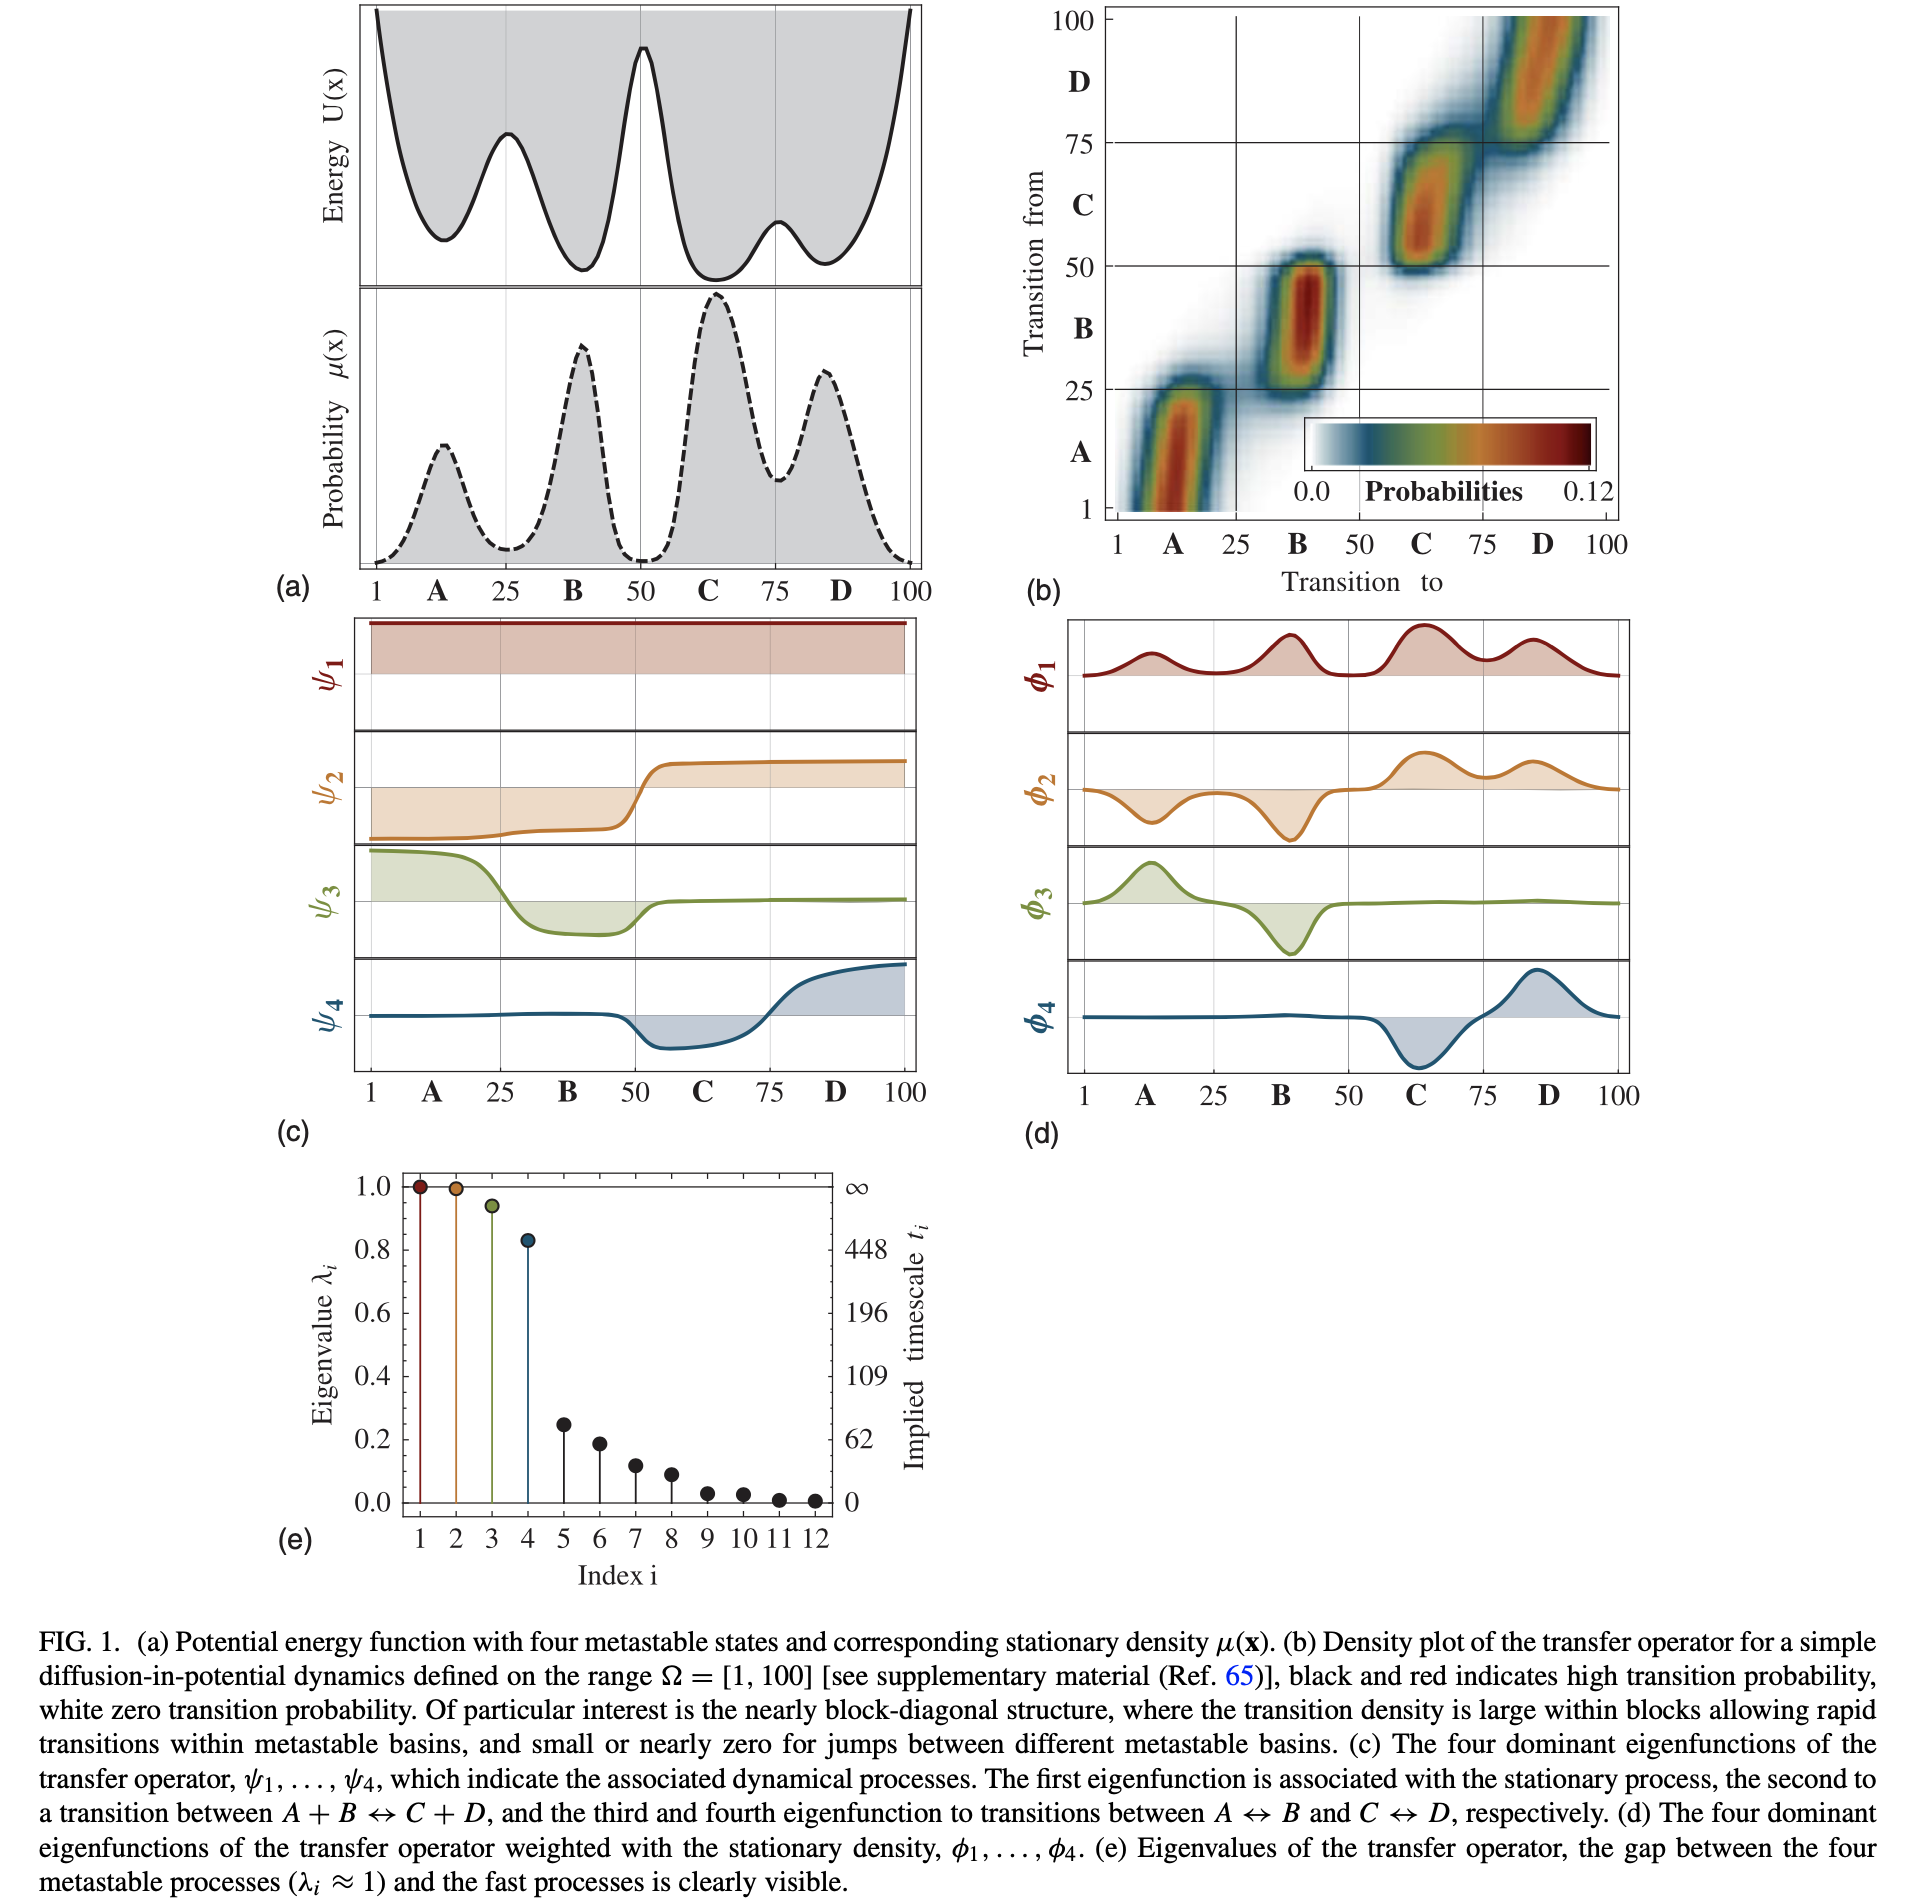 Energy U(x)
Probability μ(x)
(a)
1 A 25 B 50 C 75 D 100
100
D
75
C
50
B
25
A
1
Transition from
0.0 Probabilities 0.12
1 A 25 B 50 C 75 D 100
Transition to
(b)
ψ1
ψ2
ψ3
ψ4
1 A 25 B 50 C 75 D 100
(c)
ϕ1
ϕ2
ϕ3
ϕ4
1 A 25 B 50 C 75 D 100
(d)
1.0 ∞
0.8 448
0.6 196
0.4 109
0.2 62
0.0 0
Eigenvalue λi
Implied timescale ti
(e)
1 2 3 4 5 6 7 8 9 10 11 12
Index i
FIG. 1. (a) Potential energy function with four metastable states and corresponding stationary density μ(x). (b) Density plot of the transfer operator for a simple
diffusion-in-potential dynamics defined on the range Ω = [1, 100] [see supplementary material (Ref. 65)], black and red indicates high transition probability,
white zero transition probability. Of particular interest is the nearly block-diagonal structure, where the transition density is large within blocks allowing rapid
transitions within metastable basins, and small or nearly zero for jumps between different metastable basins. (c) The four dominant eigenfunctions of the
transfer operator, ψ1, . . . , ψ4, which indicate the associated dynamical processes. The first eigenfunction is associated with the stationary process, the second to
a transition between A + B ↔ C + D, and the third and fourth eigenfunction to transitions between A ↔ B and C ↔ D, respectively. (d) The four dominant
eigenfunctions of the transfer operator weighted with the stationary density, ϕ1, . . . , ϕ4. (e) Eigenvalues of the transfer operator, the gap between the four
metastable processes (λi ≈ 1) and the fast processes is clearly visible.